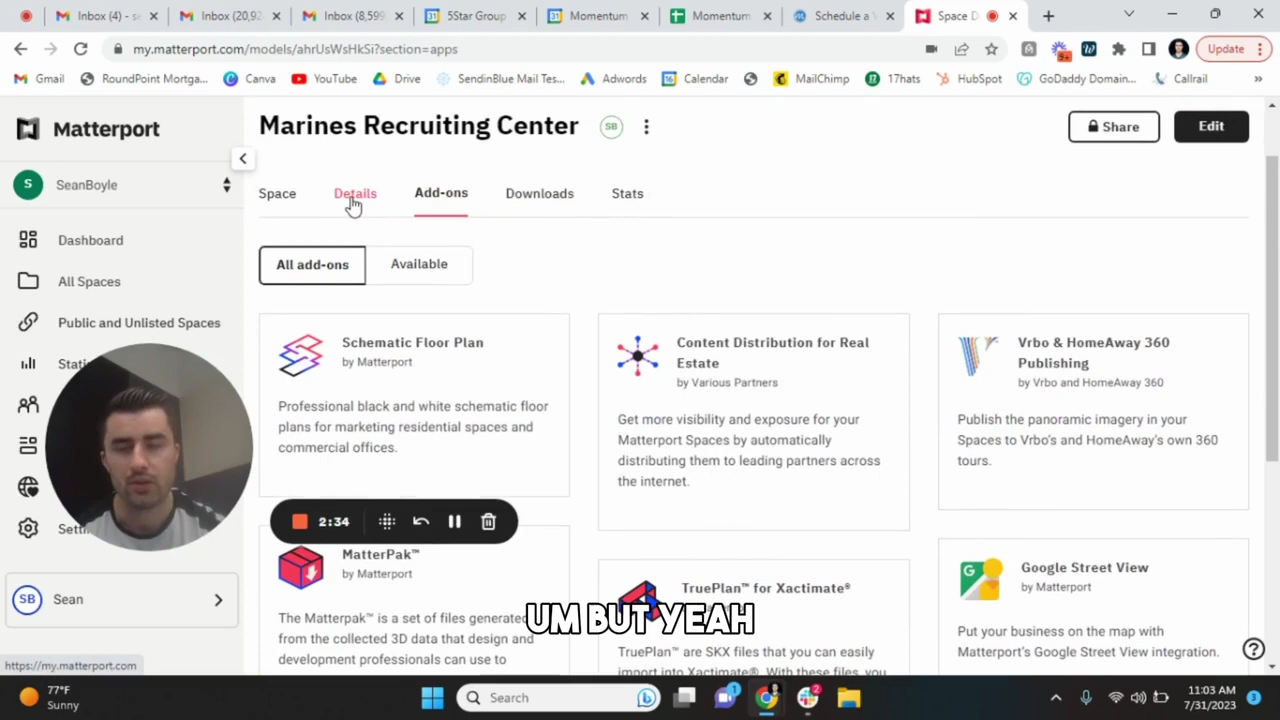 Inbox (4) - s
Inbox (20,92
Inbox (8,599
5Star Group
Momentum
Momentum
Schedule a V
Space D
my.matterport.com/models/ahrUsWsHkSi?section=apps
Update
Gmail
RoundPoint Mortga...
Canva
YouTube
Drive
SendinBlue Mail Tes...
Adwords
Calendar
MailChimp
17hats
HubSpot
GoDaddy Domain...
Callrail
Matterport
Marines Recruiting Center
SB
Share
Edit
S
SeanBoyle
Space
Details
Add-ons
Downloads
Stats
Dashboard
All Spaces
Public and Unlisted Spaces
Stati
Setti
SB
Sean
All add-ons
Available
Schematic Floor Plan
by Matterport
Professional black and white schematic floor
plans for marketing residential spaces and
commercial offices.
Content Distribution for Real
Estate
by Various Partners
Get more visibility and exposure for your
Matterport Spaces by automatically
distributing them to leading partners across
the internet.
Vrbo & HomeAway 360
Publishing
by Vrbo and HomeAway 360
Publish the panoramic imagery in your
Spaces to Vrbo's and HomeAway's own 360
tours.
2:34
MatterPak™
by Matterport
The Matterpak™ is a set of files generated
from the collected 3D data that design and
development professionals can use to
TruePlan™ for Xactimate®
TruePlan™ are SKX files that you can easily
import into Xactimate®. With these files, you
Google Street View
by Matterport
Put your business on the map with
Matterport's Google Street View integration.
UM BUT YEAH
https://my.matterport.com
77°F
Sunny
Search
11:03 AM
7/31/2023